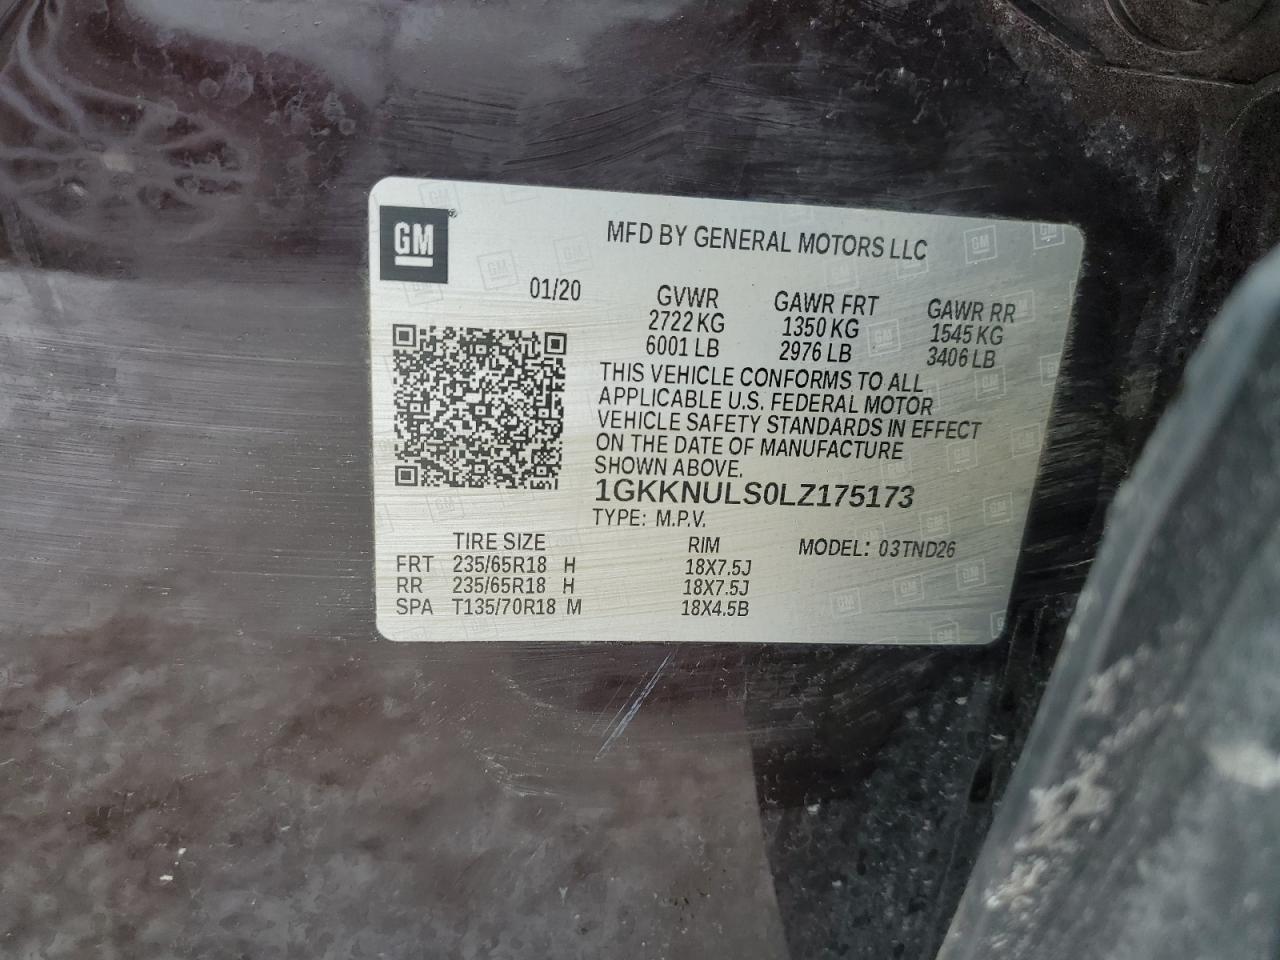 GM
MFD BY GENERAL MOTORS LLC
01/20 GVWR GAWR FRT GAWR RR
2722 KG 1350 KG 1545 KG
6001 LB 2976 LB 3406 LB
THIS VEHICLE CONFORMS TO ALL
APPLICABLE U.S. FEDERAL MOTOR
VEHICLE SAFETY STANDARDS IN EFFECT
ON THE DATE OF MANUFACTURE
SHOWN ABOVE.
1GKKNULS0LZ175173
TYPE: M.P.V.
TIRE SIZE RIM MODEL: 03TND26
FRT 235/65R18 H 18X7.5J
RR 235/65R18 H 18X7.5J
SPA T135/70R18 M 18X4.5B